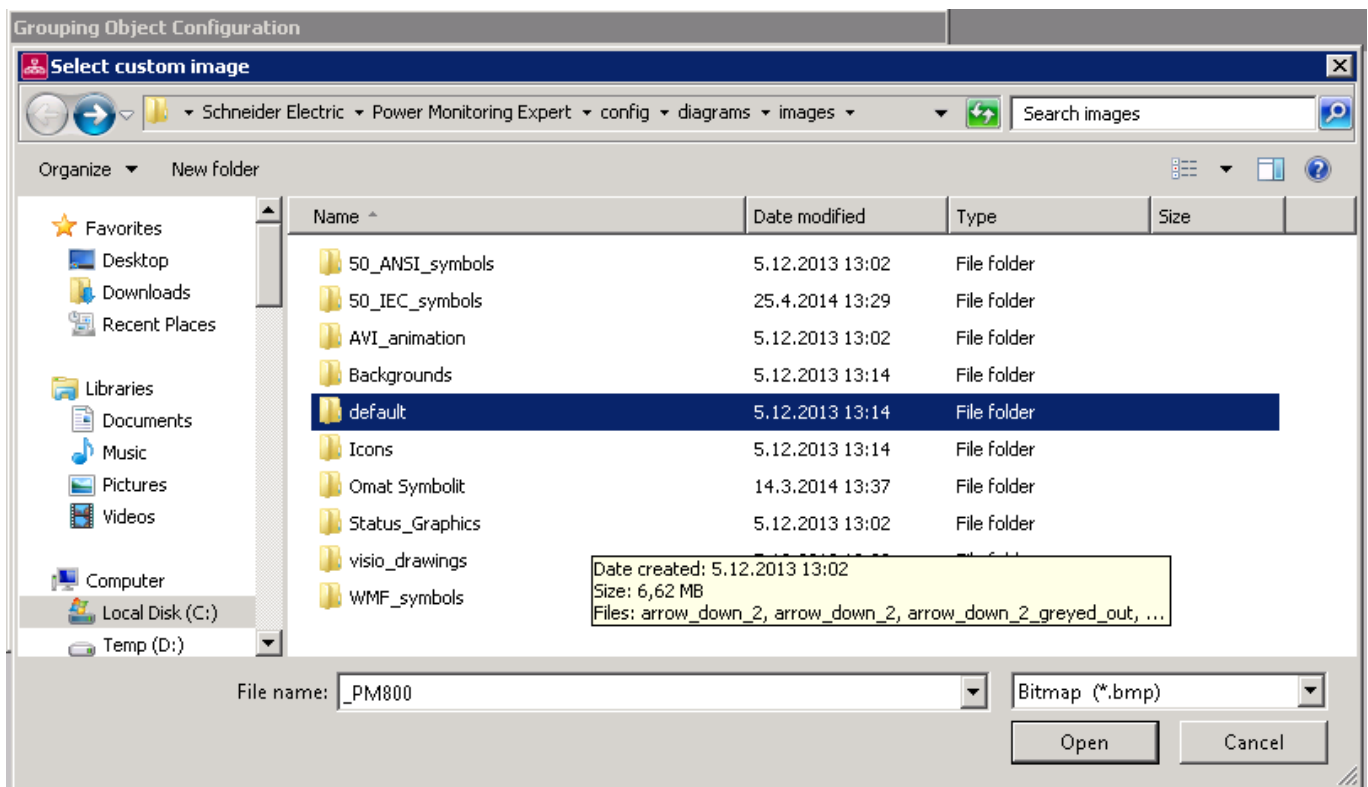 Grouping Object Configuration
Select custom image
Schneider Electric Power Monitoring Expert config diagrams images Search images
Organize New folder
Name Date modified Type Size
Favorites
Desktop
Downloads
Recent Places
Libraries
Documents
Music
Pictures
Videos
Computer
Local Disk (C:)
Temp (D:)
50_ANSI_symbols 5.12.2013 13:02 File folder
50_IEC_symbols 25.4.2014 13:29 File folder
AVI_animation 5.12.2013 13:02 File folder
Backgrounds 5.12.2013 13:14 File folder
default 5.12.2013 13:14 File folder
Icons 5.12.2013 13:14 File folder
Omat Symbolit 14.3.2014 13:37 File folder
Status_Graphics 5.12.2013 13:02 File folder
visio_drawings
WMF_symbols
Date created: 5.12.2013 13:02
Size: 6,62 MB
Files: arrow_down_2, arrow_down_2, arrow_down_2_greyed_out, ...
File name: _PM800 Bitmap (*.bmp)
Open Cancel